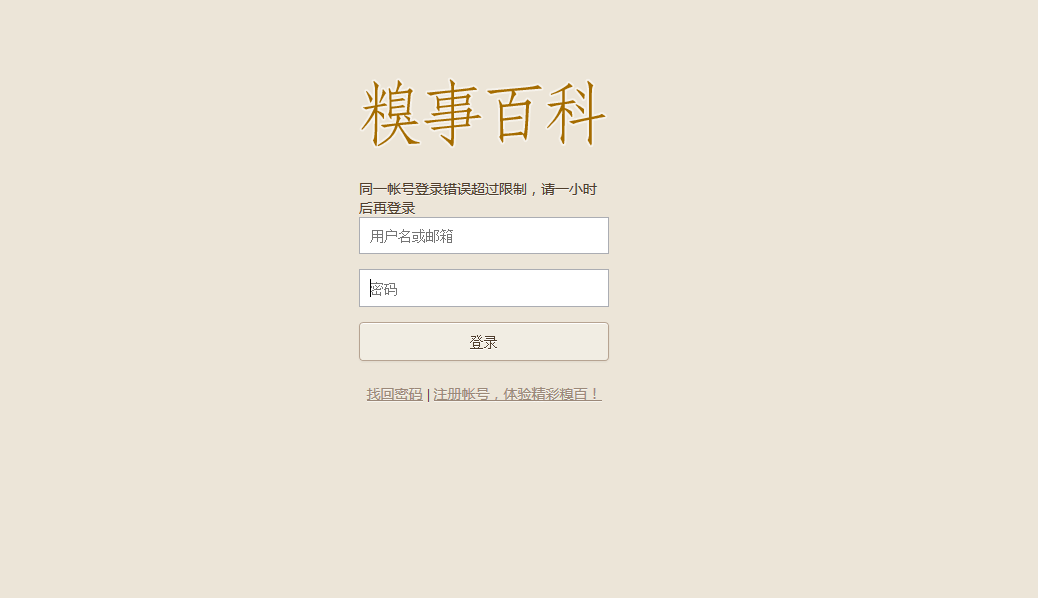 糗事百科
同一帐号登录错误超过限制，请一小时
后再登录
用户名或邮箱
密码
登录
找回密码 | 注册帐号，体验精彩糗百！